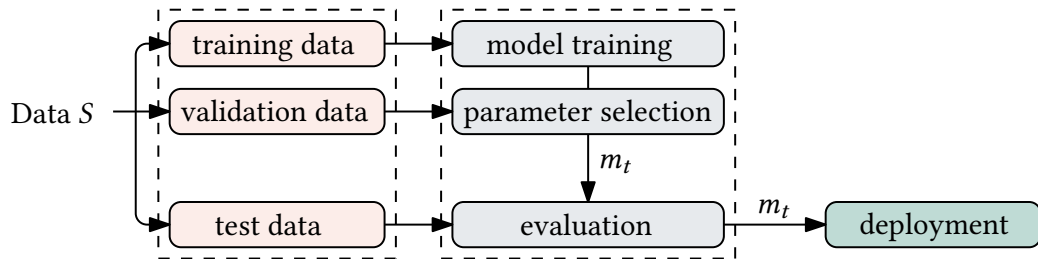 training data
model training
Data S
validation data
parameter selection
m_t
test data
evaluation
m_t
deployment